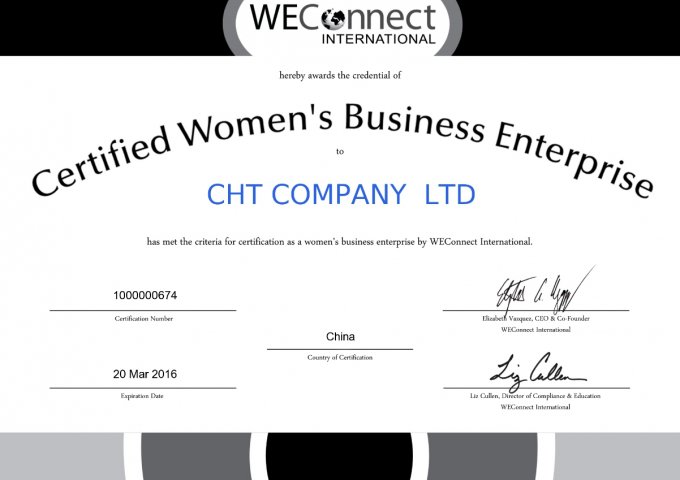 WEConnect
INTERNATIONAL
hereby awards the credential of
Certified Women's Business Enterprise
to
CHT COMPANY LTD
has met the criteria for certification as a women's business enterprise by WEConnect International.
1000000674
Certification Number
Elizabeth Vazquez, CEO & Co Founder
WEConnect International
China
Country of Certification
20 Mar 2016
Expiration Date
Liz Cullen
Liz Cullen, Director of Compliance & Education
WEConnect International